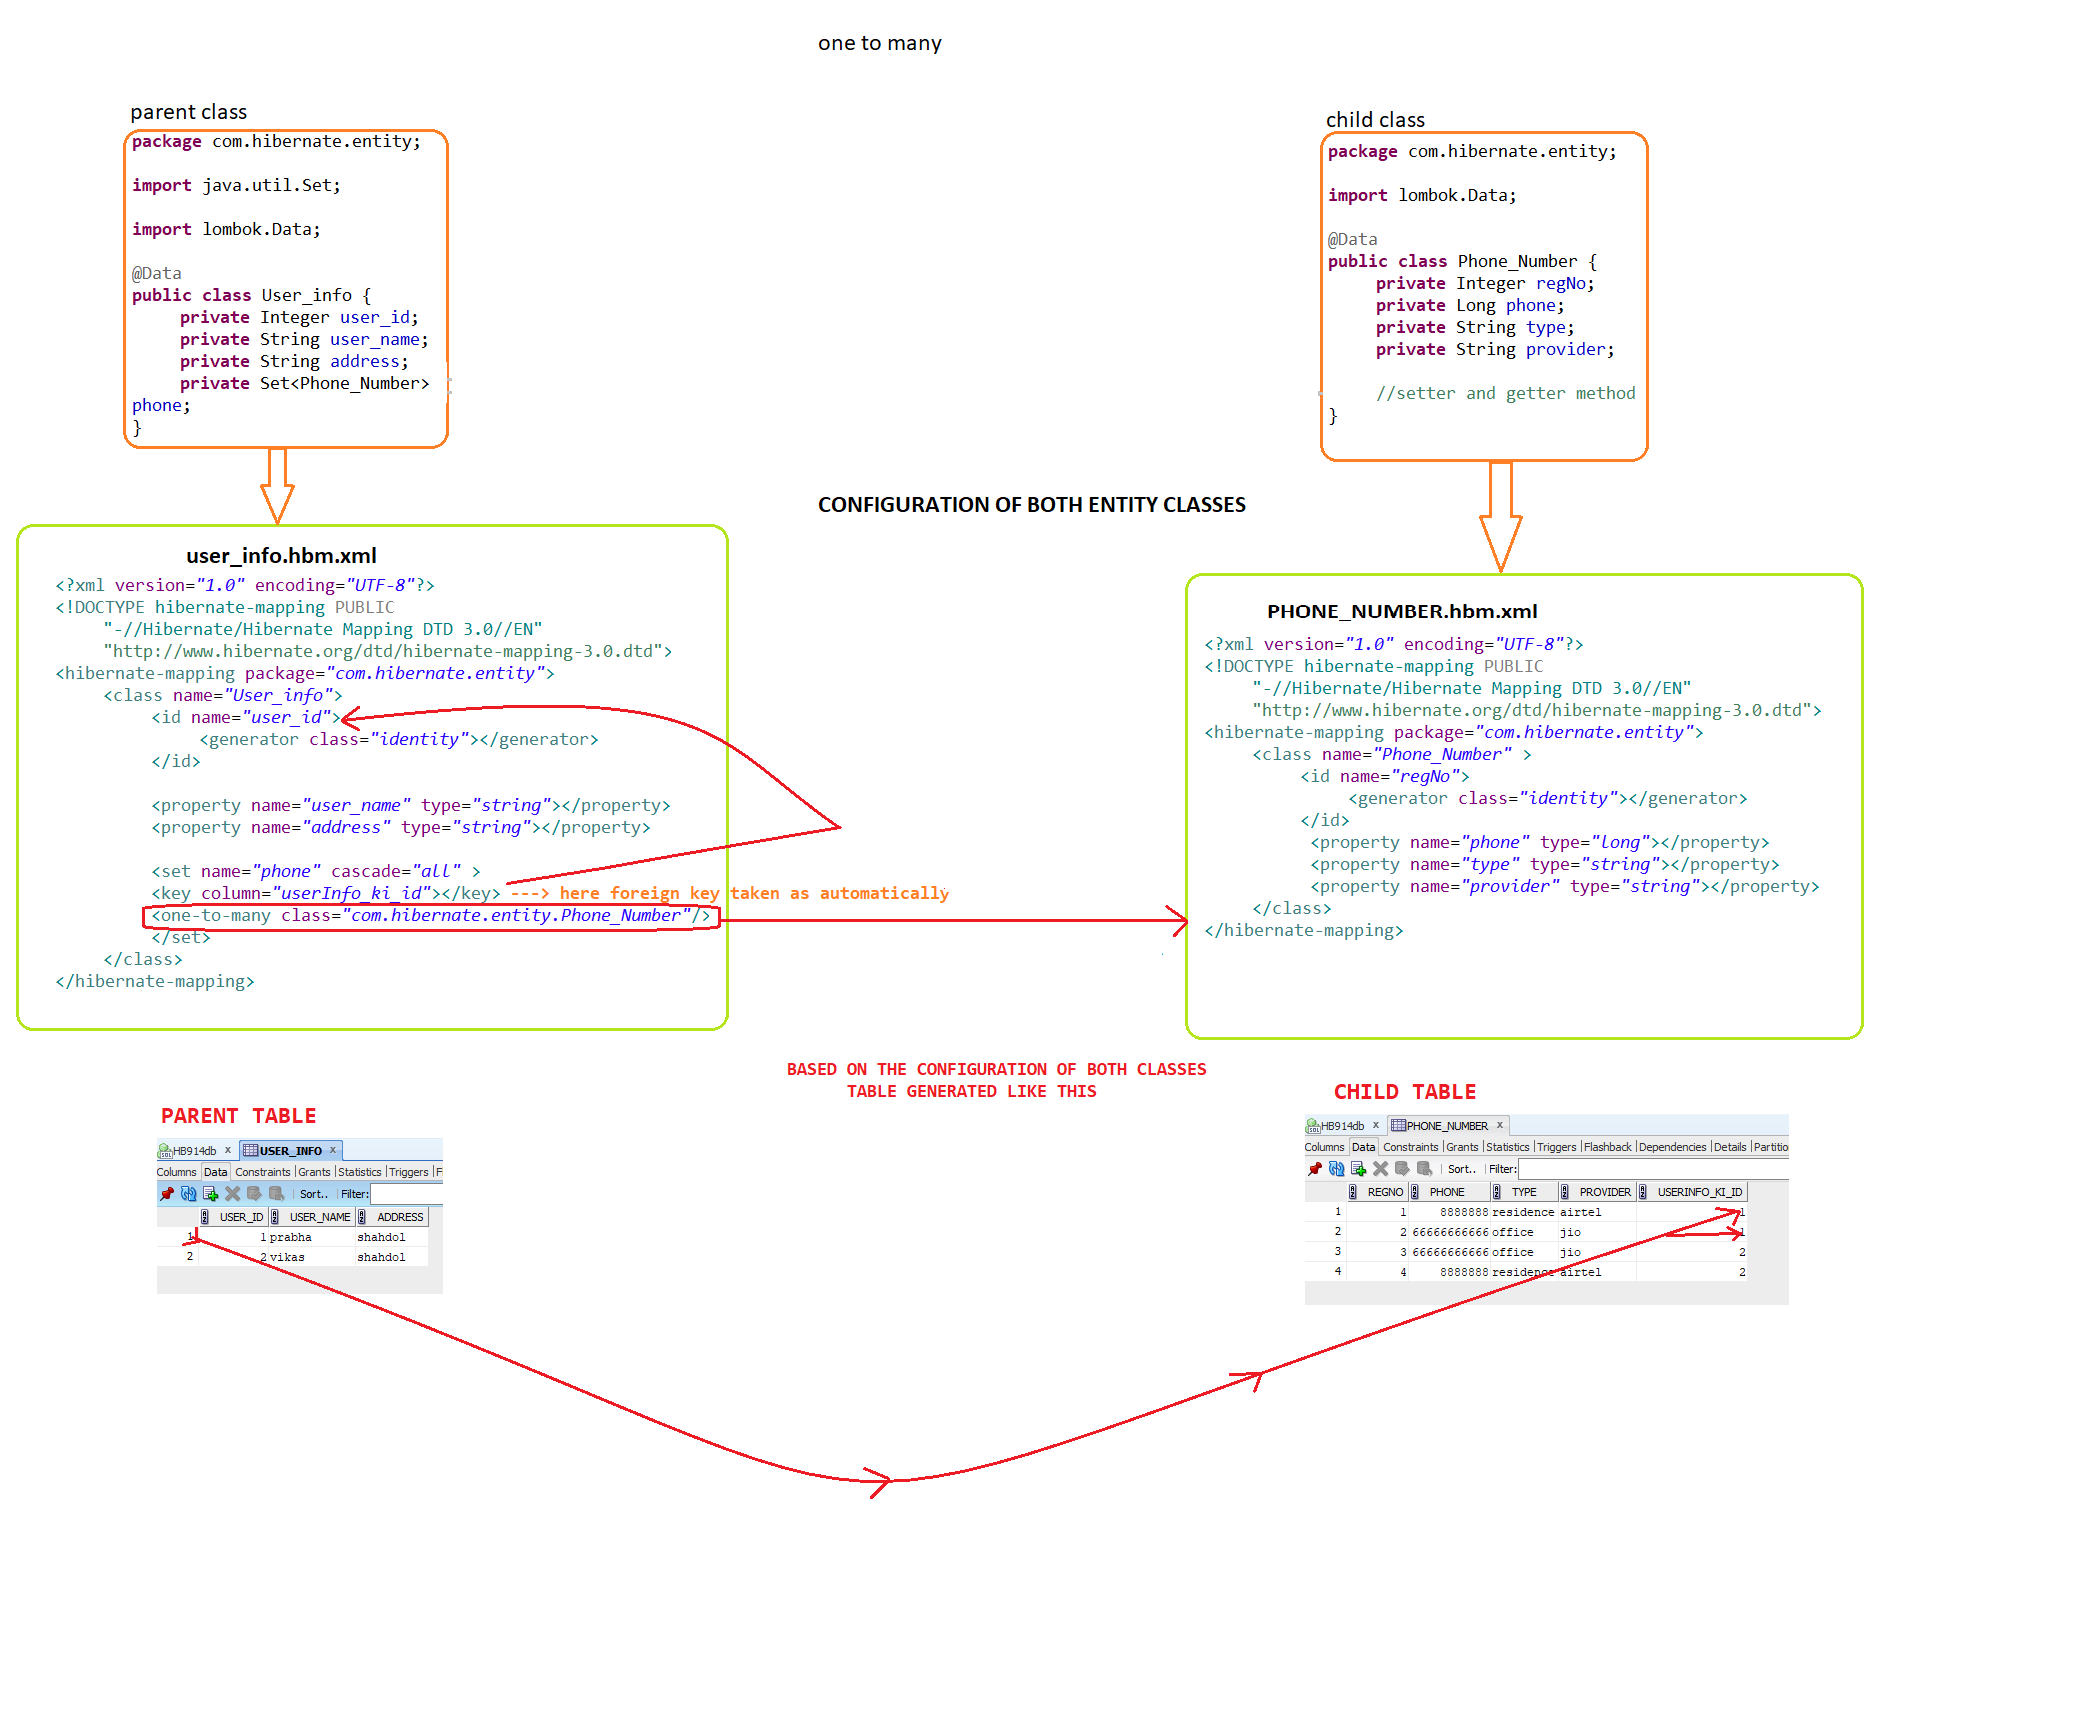 one to many
parent class
package com.hibernate.entity;
import java.util.Set;
import lombok.Data;
@Data
public class User_info {
private Integer user_id;
private String user_name;
private String address;
private Set<Phone_Number>
phone;
}
child class
package com.hibernate.entity;
import lombok.Data;
@Data
public class Phone_Number {
private Integer regNo;
private Long phone;
private String type;
private String provider;
//setter and getter method
}
CONFIGURATION OF BOTH ENTITY CLASSES
user_info.hbm.xml
<?xml version="1.0" encoding="UTF-8"?>
<!DOCTYPE hibernate-mapping PUBLIC
"-//Hibernate/Hibernate Mapping DTD 3.0//EN"
"http://www.hibernate.org/dtd/hibernate-mapping-3.0.dtd">
<hibernate-mapping package="com.hibernate.entity">
<class name="User_info">
<id name="user_id">
<generator class="identity"></generator>
</id>
<property name="user_name" type="string"></property>
<property name="address" type="string"></property>
<set name="phone" cascade="all" >
<key column="userInfo_ki_id"></key> ---> here foreign key taken as automatically
<one-to-many class="com.hibernate.entity.Phone_Number"/>
</set>
</class>
</hibernate-mapping>
PHONE_NUMBER.hbm.xml
<?xml version="1.0" encoding="UTF-8"?>
<!DOCTYPE hibernate-mapping PUBLIC
"-//Hibernate/Hibernate Mapping DTD 3.0//EN"
"http://www.hibernate.org/dtd/hibernate-mapping-3.0.dtd">
<hibernate-mapping package="com.hibernate.entity">
<class name="Phone_Number" >
<id name="regNo">
<generator class="identity"></generator>
</id>
<property name="phone" type="long"></property>
<property name="type" type="string"></property>
<property name="provider" type="string"></property>
</class>
</hibernate-mapping>
BASED ON THE CONFIGURATION OF BOTH CLASSES
TABLE GENERATED LIKE THIS
PARENT TABLE
HB914db x USER_INFO x
Columns Data Constraints Grants Statistics Triggers F
Sort.. Filter:
USER_ID USER_NAME ADDRESS
1 1 prabha shahdol
2 2 vikas shahdol
CHILD TABLE
HB914db x PHONE_NUMBER x
Columns Data Constraints Grants Statistics Triggers Flashback Dependencies Details Partitio
Sort.. Filter:
REGNO PHONE TYPE PROVIDER USERINFO_KI_ID
1 1 8888888 residence airtel 1
2 2 66666666666 office jio 1
3 3 66666666666 office jio 2
4 4 8888888 residence airtel 2